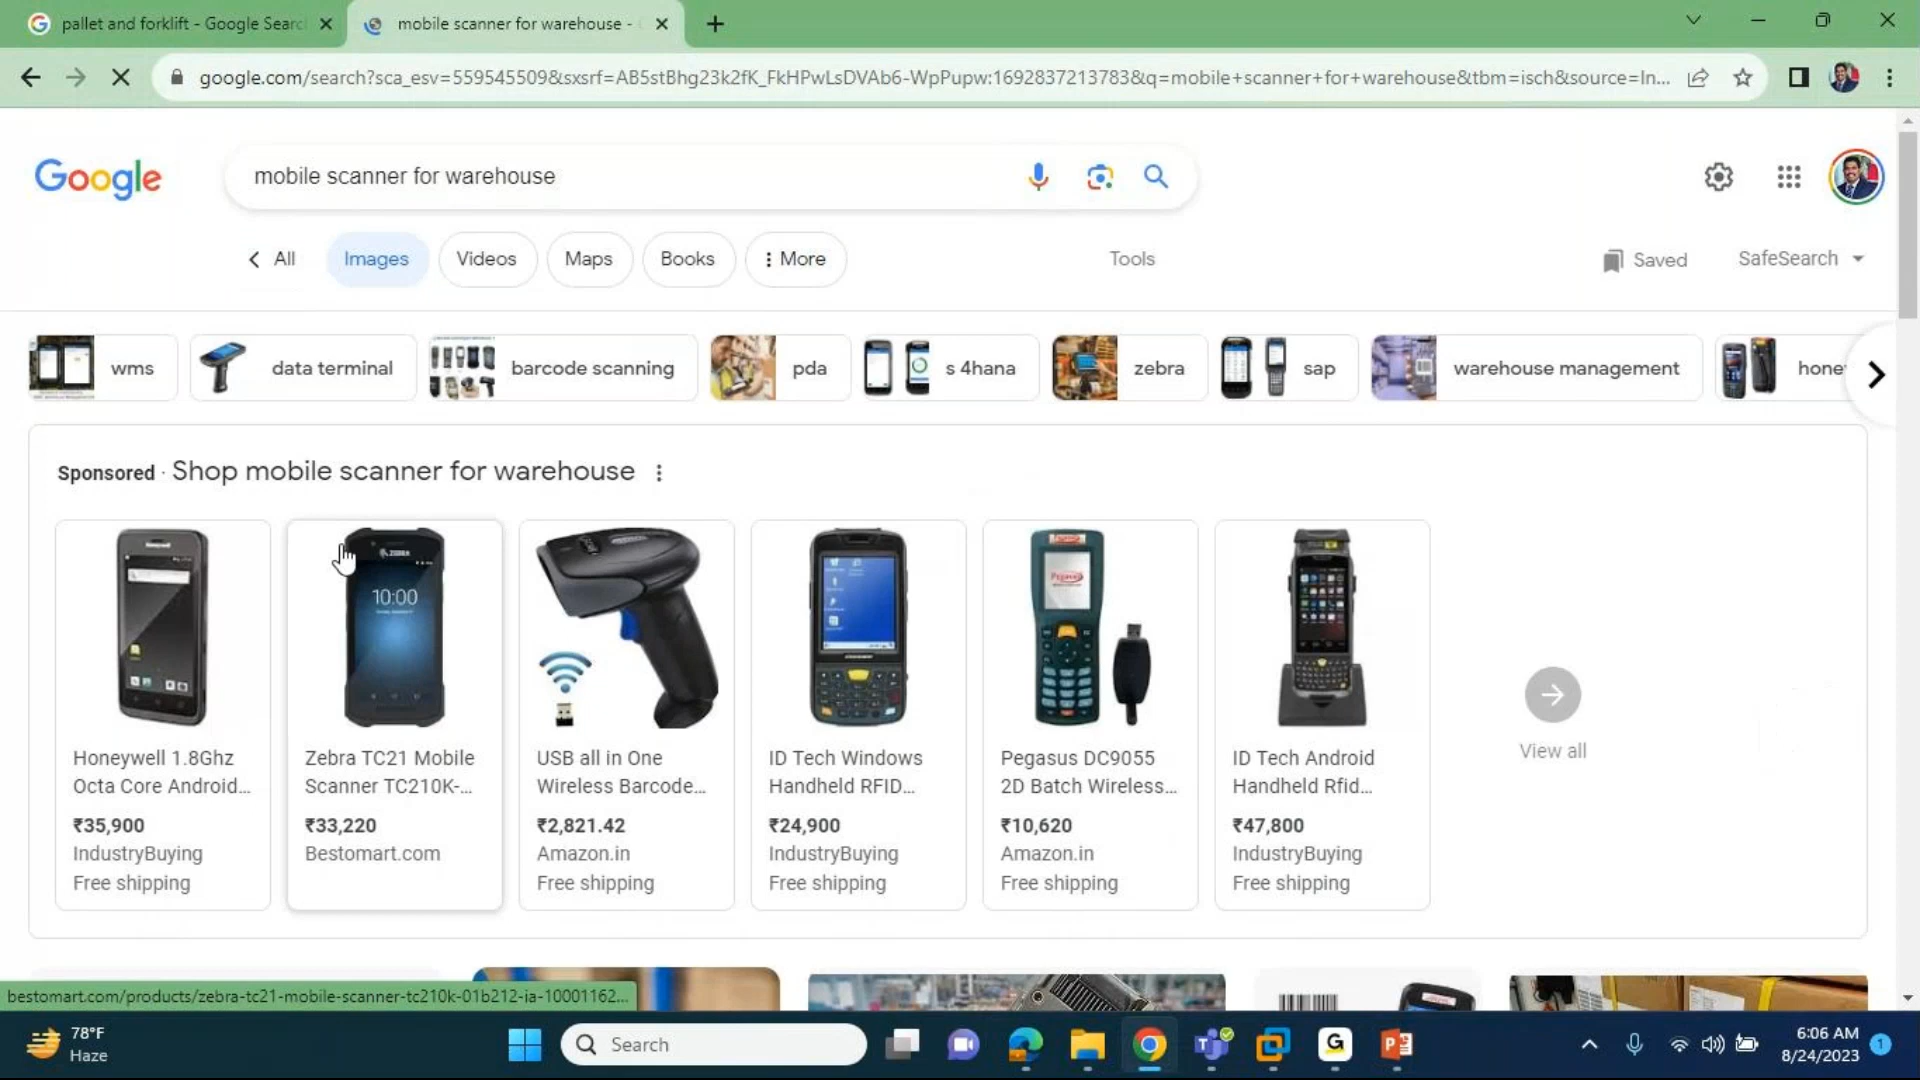 pallet and forklift - Google Searc
mobile scanner for warehouse -
google.com/search?sca_esv=559545509&sxsrf=AB5stBhg23k2fK_FkHPwLsDVAb6-WpPupw:1692837213783&q=mobile+scanner+for+warehouse&tbm=isch&source=ln...
Google
mobile scanner for warehouse
All
Images
Videos
Maps
Books
More
Tools
Saved
SafeSearch
wms
data terminal
barcode scanning
pda
s 4hana
zebra
sap
warehouse management
hone
Sponsored · Shop mobile scanner for warehouse
Honeywell
ZEBRA
10:00
Pegasus
Honeywell 1.8Ghz
Octa Core Android...
₹35,900
IndustryBuying
Free shipping
Zebra TC21 Mobile
Scanner TC210K-...
₹33,220
Bestomart.com
USB all in One
Wireless Barcode...
₹2,821.42
Amazon.in
Free shipping
ID Tech Windows
Handheld RFID...
₹24,900
IndustryBuying
Free shipping
Pegasus DC9055
2D Batch Wireless...
₹10,620
Amazon.in
Free shipping
ID Tech Android
Handheld Rfid...
₹47,800
IndustryBuying
Free shipping
View all
bestomart.com/products/zebra-tc21-mobile-scanner-tc210k-01b212-ia-10001162...
78°F
Haze
Search
6:06 AM
8/24/2023
1